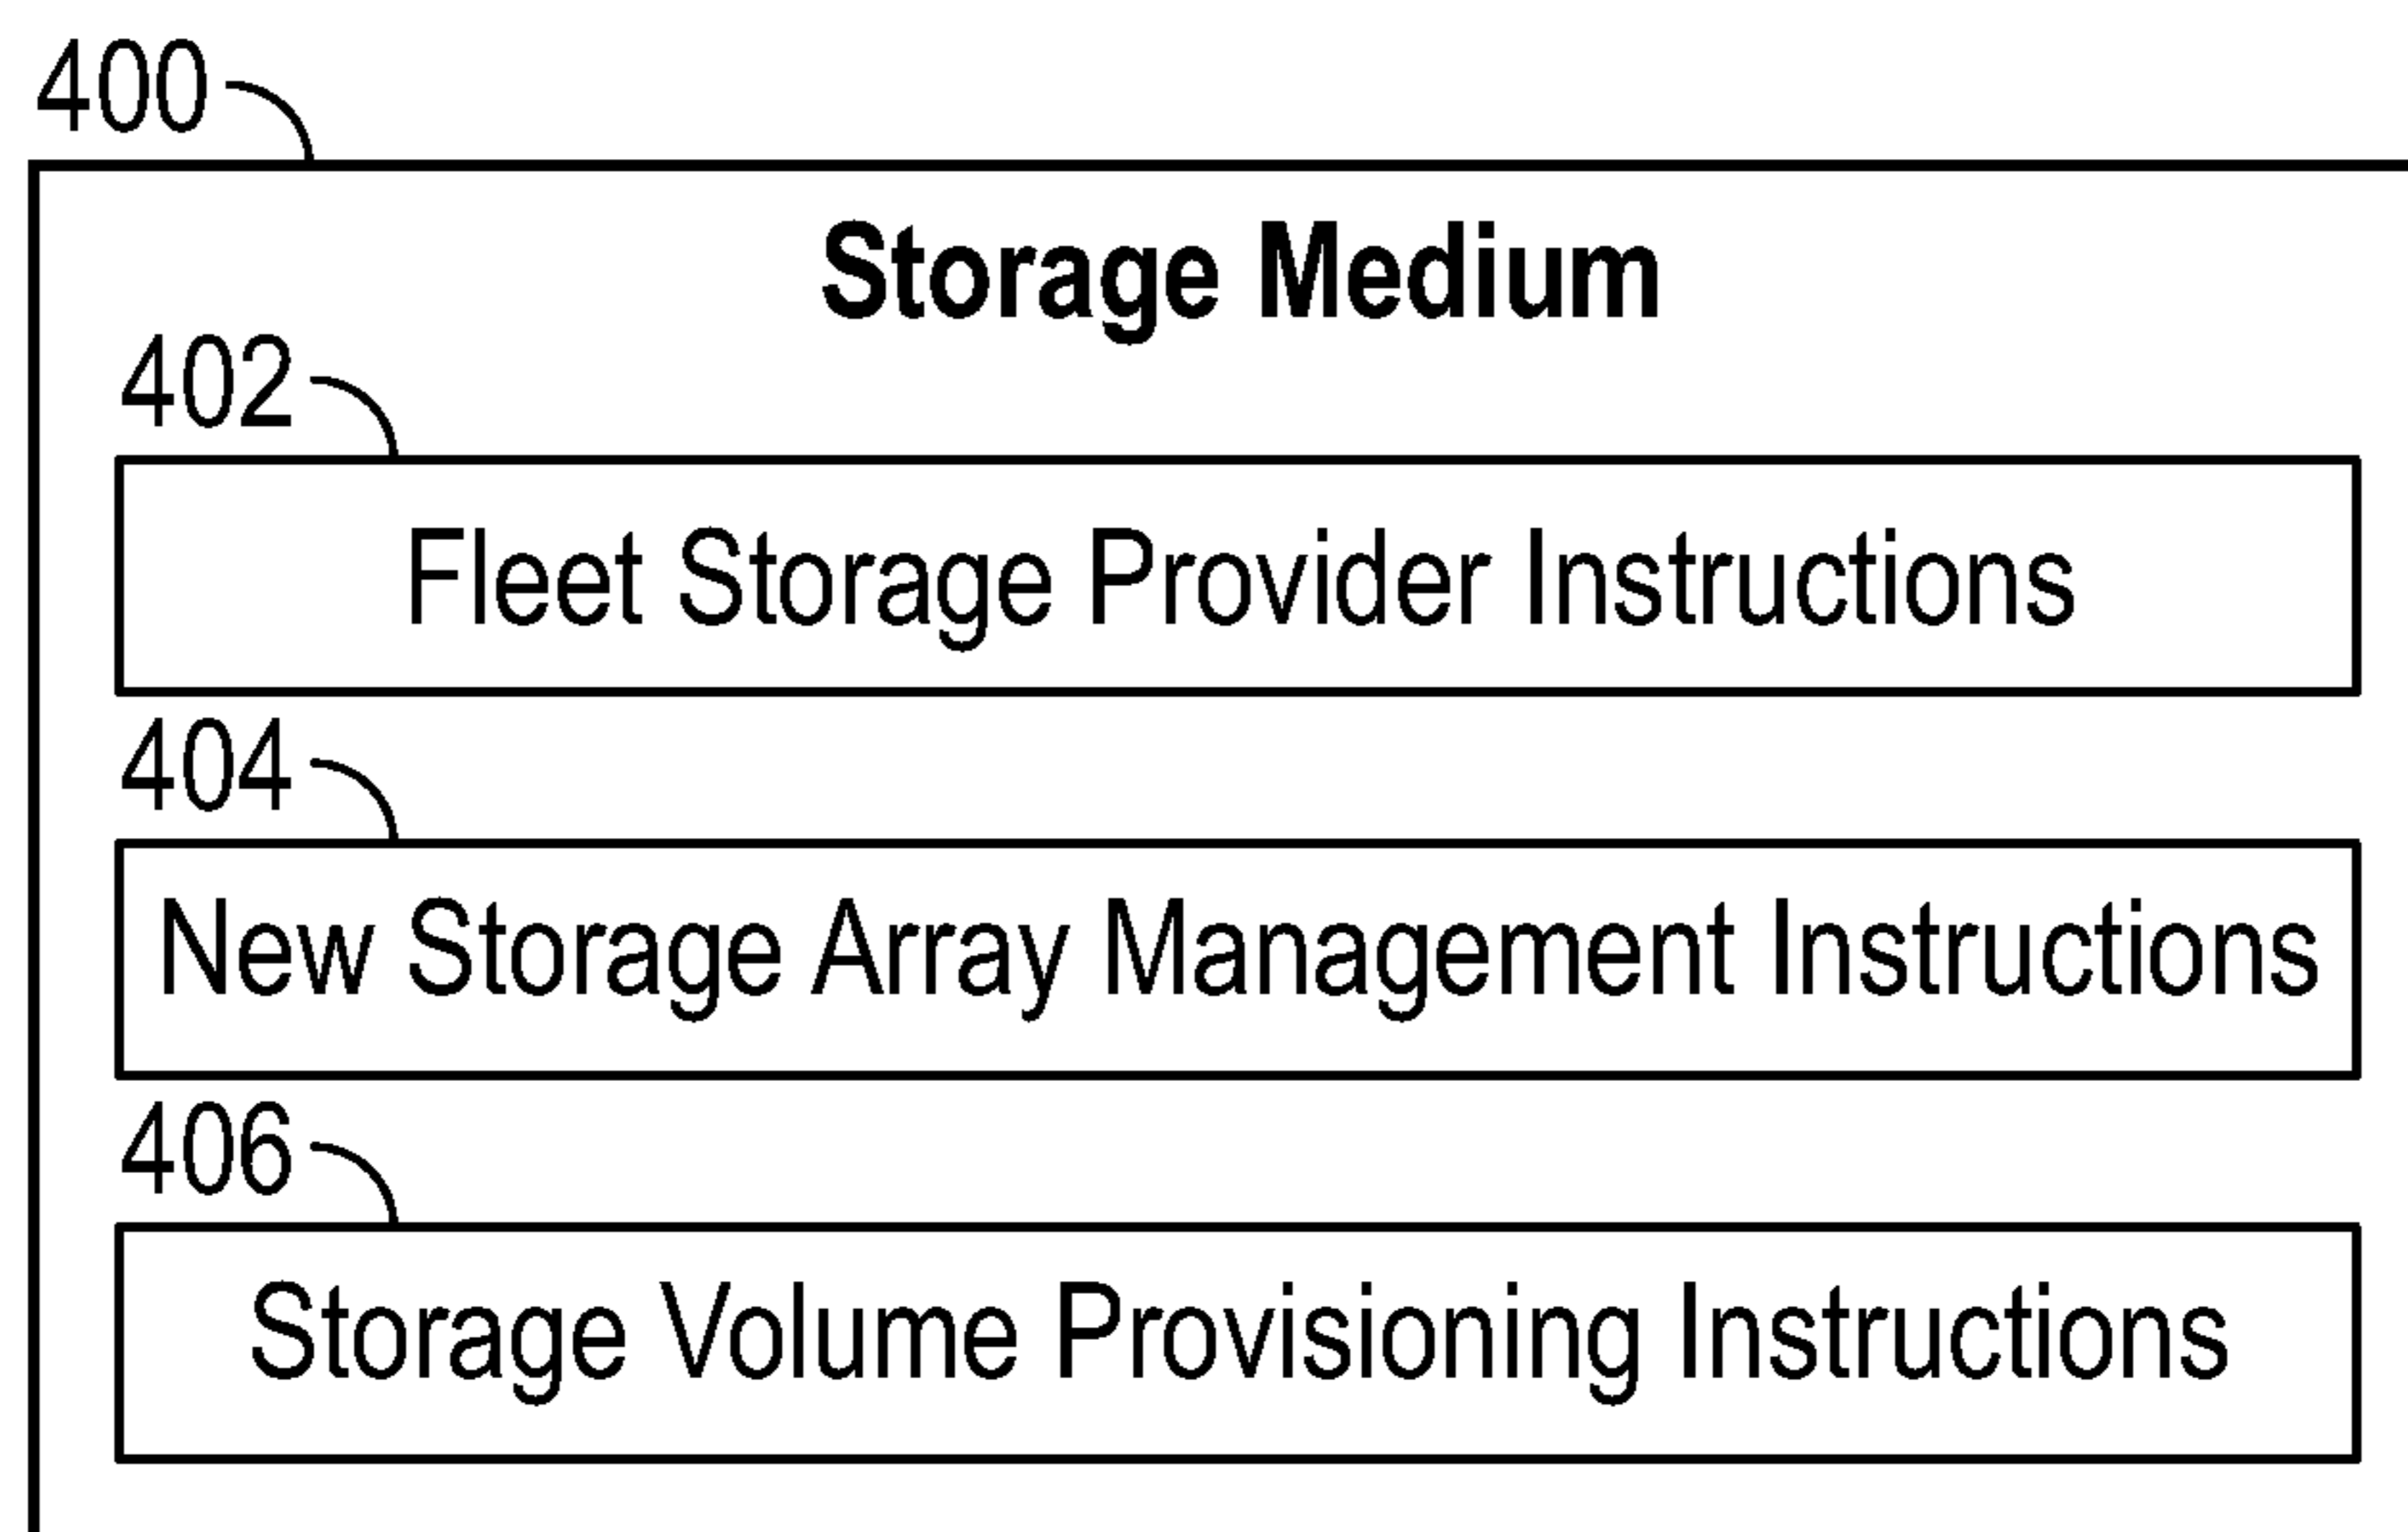 400
Storage Medium
402
Fleet Storage Provider Instructions
404
New Storage Array Management Instructions
406
Storage Volume Provisioning Instructions